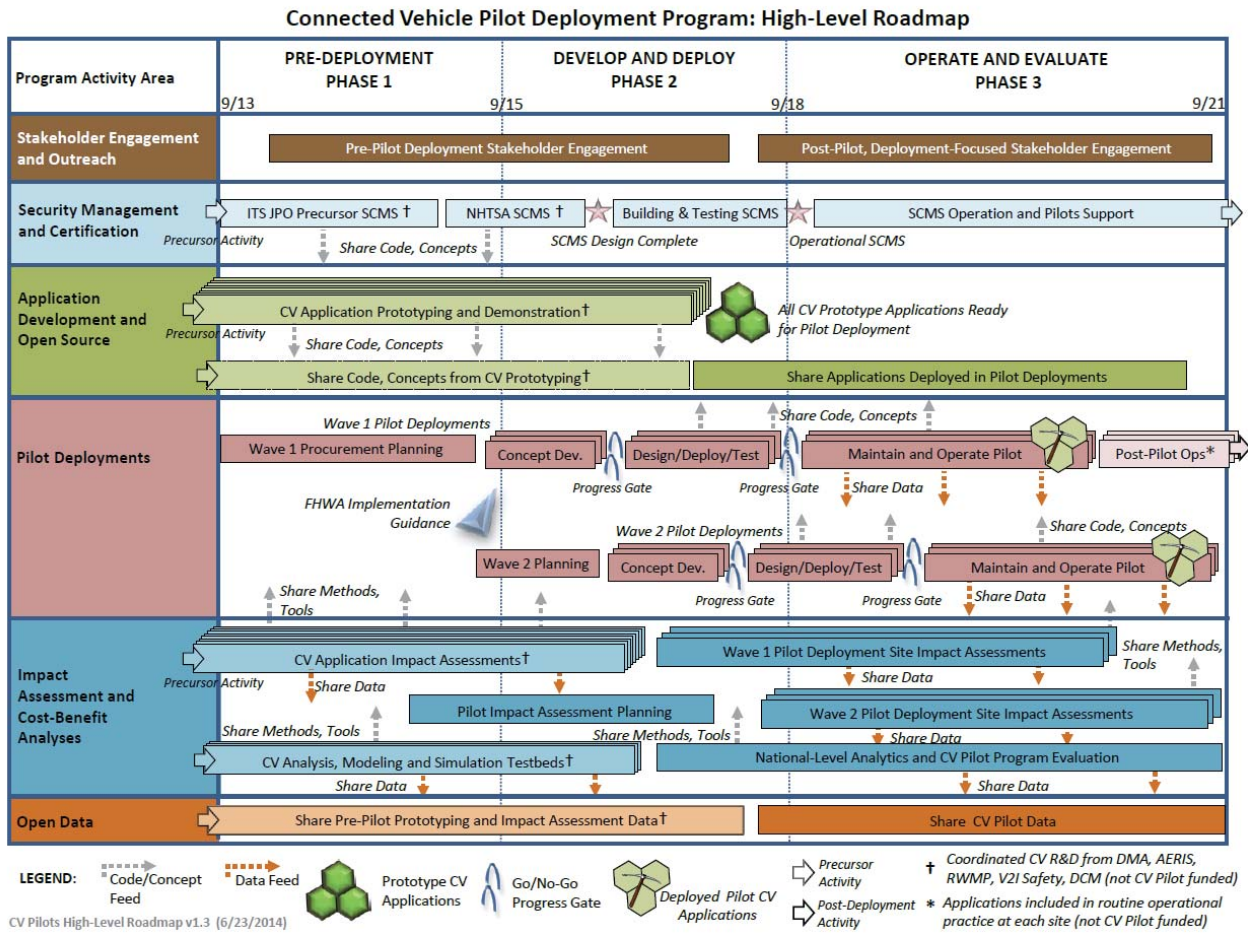 Connected Vehicle Pilot Deployment Program: High-Level Roadmap
Program Activity Area
PRE-DEPLOYMENT
PHASE 1
DEVELOP AND DEPLOY
PHASE 2
OPERATE AND EVALUATE
PHASE 3
9/13
9/15
9/18
9/21
Stakeholder Engagement
and Outreach
Pre-Pilot Deployment Stakeholder Engagement
Post-Pilot, Deployment-Focused Stakeholder Engagement
Security Management
and Certification
ITS JPO Precursor SCMS †
NHTSA SCMS †
Building & Testing SCMS
SCMS Operation and Pilots Support
Precursor Activity
Share Code, Concepts
SCMS Design Complete
Operational SCMS
Application
Development and
Open Source
CV Application Prototyping and Demonstration†
All CV Prototype Applications Ready
for Pilot Deployment
Precursor Activity
Share Code, Concepts
Share Code, Concepts from CV Prototyping†
Share Applications Deployed in Pilot Deployments
Pilot Deployments
Wave 1 Pilot Deployments
Share Code, Concepts
Wave 1 Procurement Planning
Concept Dev.
Design/Deploy/Test
Maintain and Operate Pilot
Post-Pilot Ops*
Progress Gate
Progress Gate
Share Data
FHWA Implementation
Guidance
Wave 2 Pilot Deployments
Share Code, Concepts
Wave 2 Planning
Concept Dev.
Design/Deploy/Test
Maintain and Operate Pilot
Progress Gate
Progress Gate
Share Data
Share Methods,
Tools
Impact
Assessment and
Cost-Benefit
Analyses
CV Application Impact Assessments†
Wave 1 Pilot Deployment Site Impact Assessments
Share Methods,
Tools
Precursor Activity
Share Data
Share Data
Pilot Impact Assessment Planning
Wave 2 Pilot Deployment Site Impact Assessments
Share Methods, Tools
Share Methods, Tools
Share Data
CV Analysis, Modeling and Simulation Testbeds†
National-Level Analytics and CV Pilot Program Evaluation
Share Data
Share Data
Open Data
Share Pre-Pilot Prototyping and Impact Assessment Data†
Share CV Pilot Data
LEGEND:
Code/Concept
Feed
Data Feed
Prototype CV
Applications
Go/No-Go
Progress Gate
Deployed Pilot CV
Applications
Precursor
Activity
Post-Deployment
Activity
† Coordinated CV R&D from DMA, AERIS,
RWMP, V2I Safety, DCM (not CV Pilot funded)
* Applications included in routine operational
practice at each site (not CV Pilot funded)
CV Pilots High-Level Roadmap v1.3 (6/23/2014)